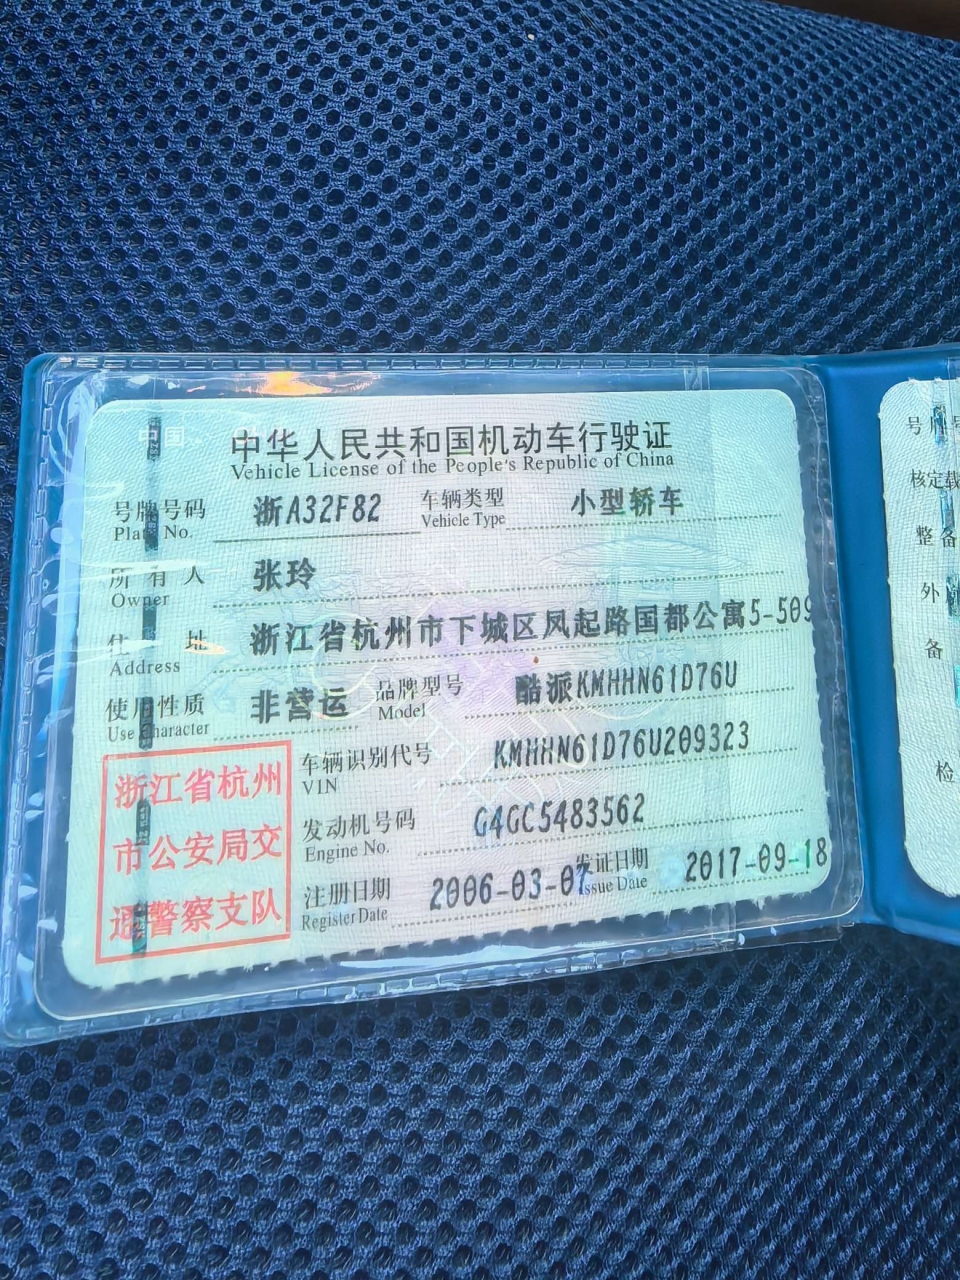 中华人民共和国机动车行驶证
Vehicle License of the People's Republic of China
号牌号码 浙A32F82 车辆类型 小型轿车
Plate No. Vehicle Type
所有人 张玲
Owner
住址 浙江省杭州市下城区凤起路国都公寓5-509
Address
使用性质 非营运 品牌型号 酷派KMHHN61D76U
Use Character Model
浙江省杭州
市公安局交
通警察支队
车辆识别代号 KMHHN61D76U209323
VIN
发动机号码 G4GC5483562
Engine No.
注册日期 2006-03-07 发证日期 2017-09-18
Register Date Issue Date
号牌号
核定载
整备
外
备
检